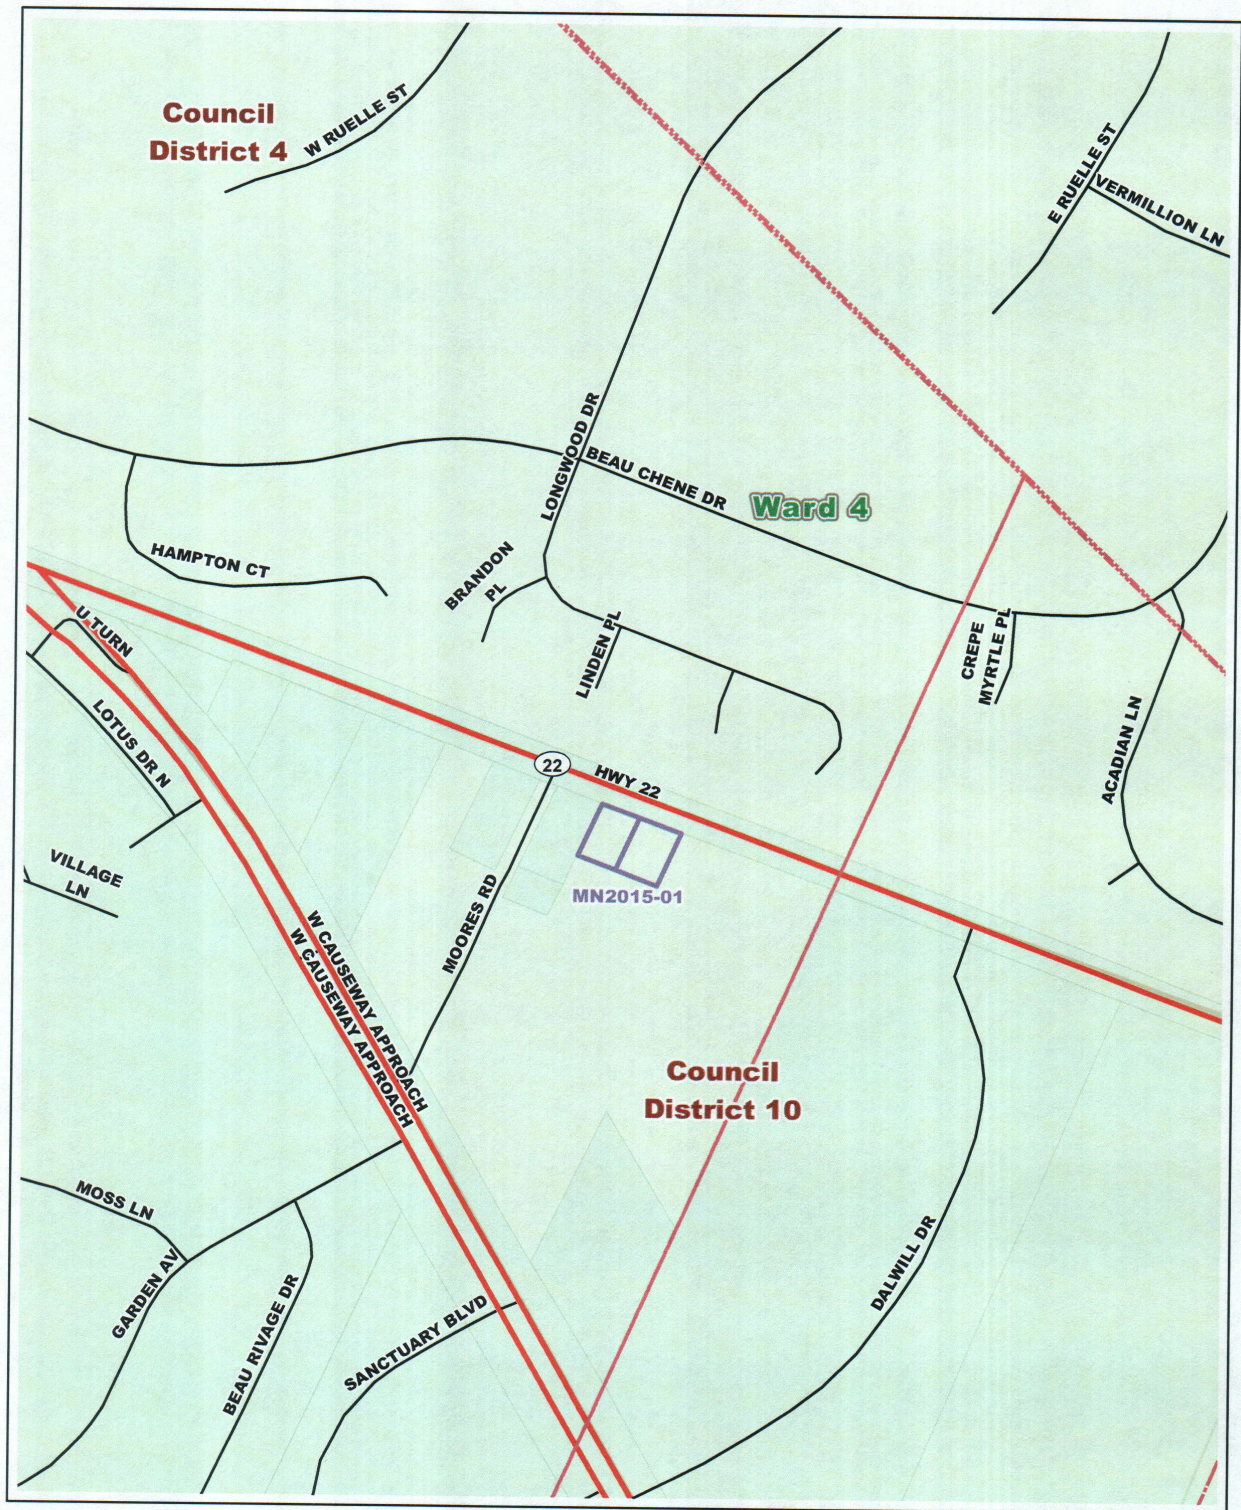 Council
District 4
W RUELLE ST
E RUELLE ST
VERMILLION LN
LONGWOOD DR
BEAU CHENE DR
Ward 4
HAMPTON CT
BRANDON
PL
LINDEN PL
CREPE
MYRTLE PL
U TURN
LOTUS DR N
ACADIAN LN
22
HWY 22
VILLAGE
LN
MN2015-01
MOORES RD
W CAUSEWAY APPROACH
W CAUSEWAY APPROACH
Council
District 10
MOSS LN
GARDEN AV
BEAU RIVAGE DR
SANCTUARY BLVD
DALWILL DR